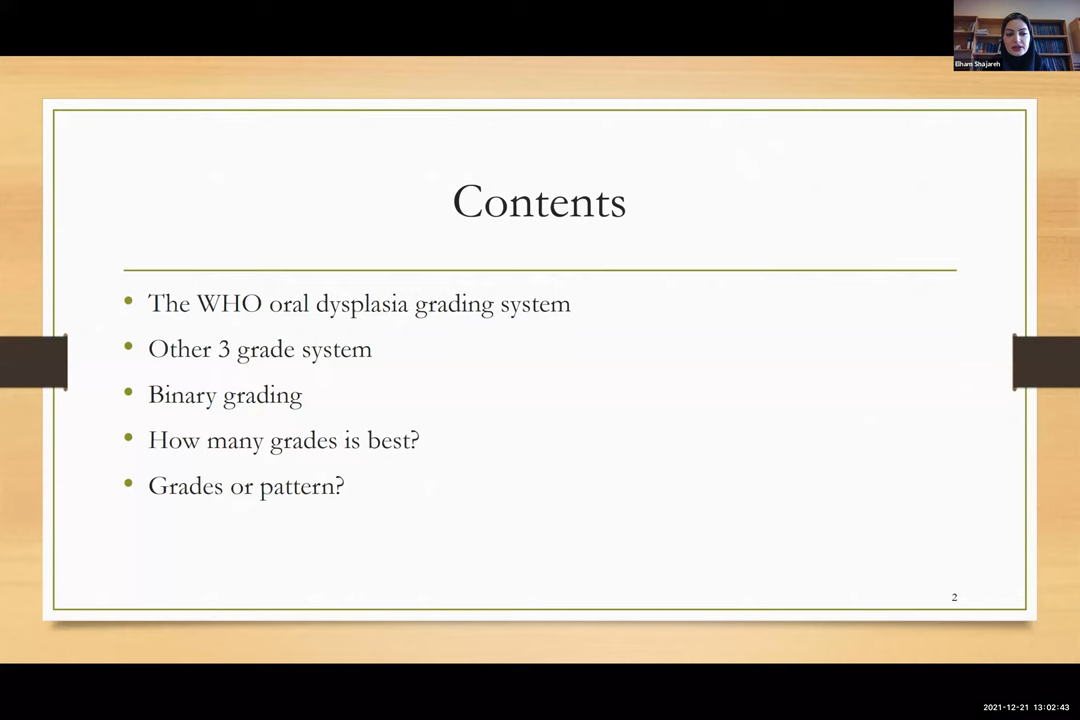 Elham Shajareh
Contents
The WHO oral dysplasia grading system
Other 3 grade system
Binary grading
How many grades is best?
Grades or pattern?
2
2021-12-21 13:02:43